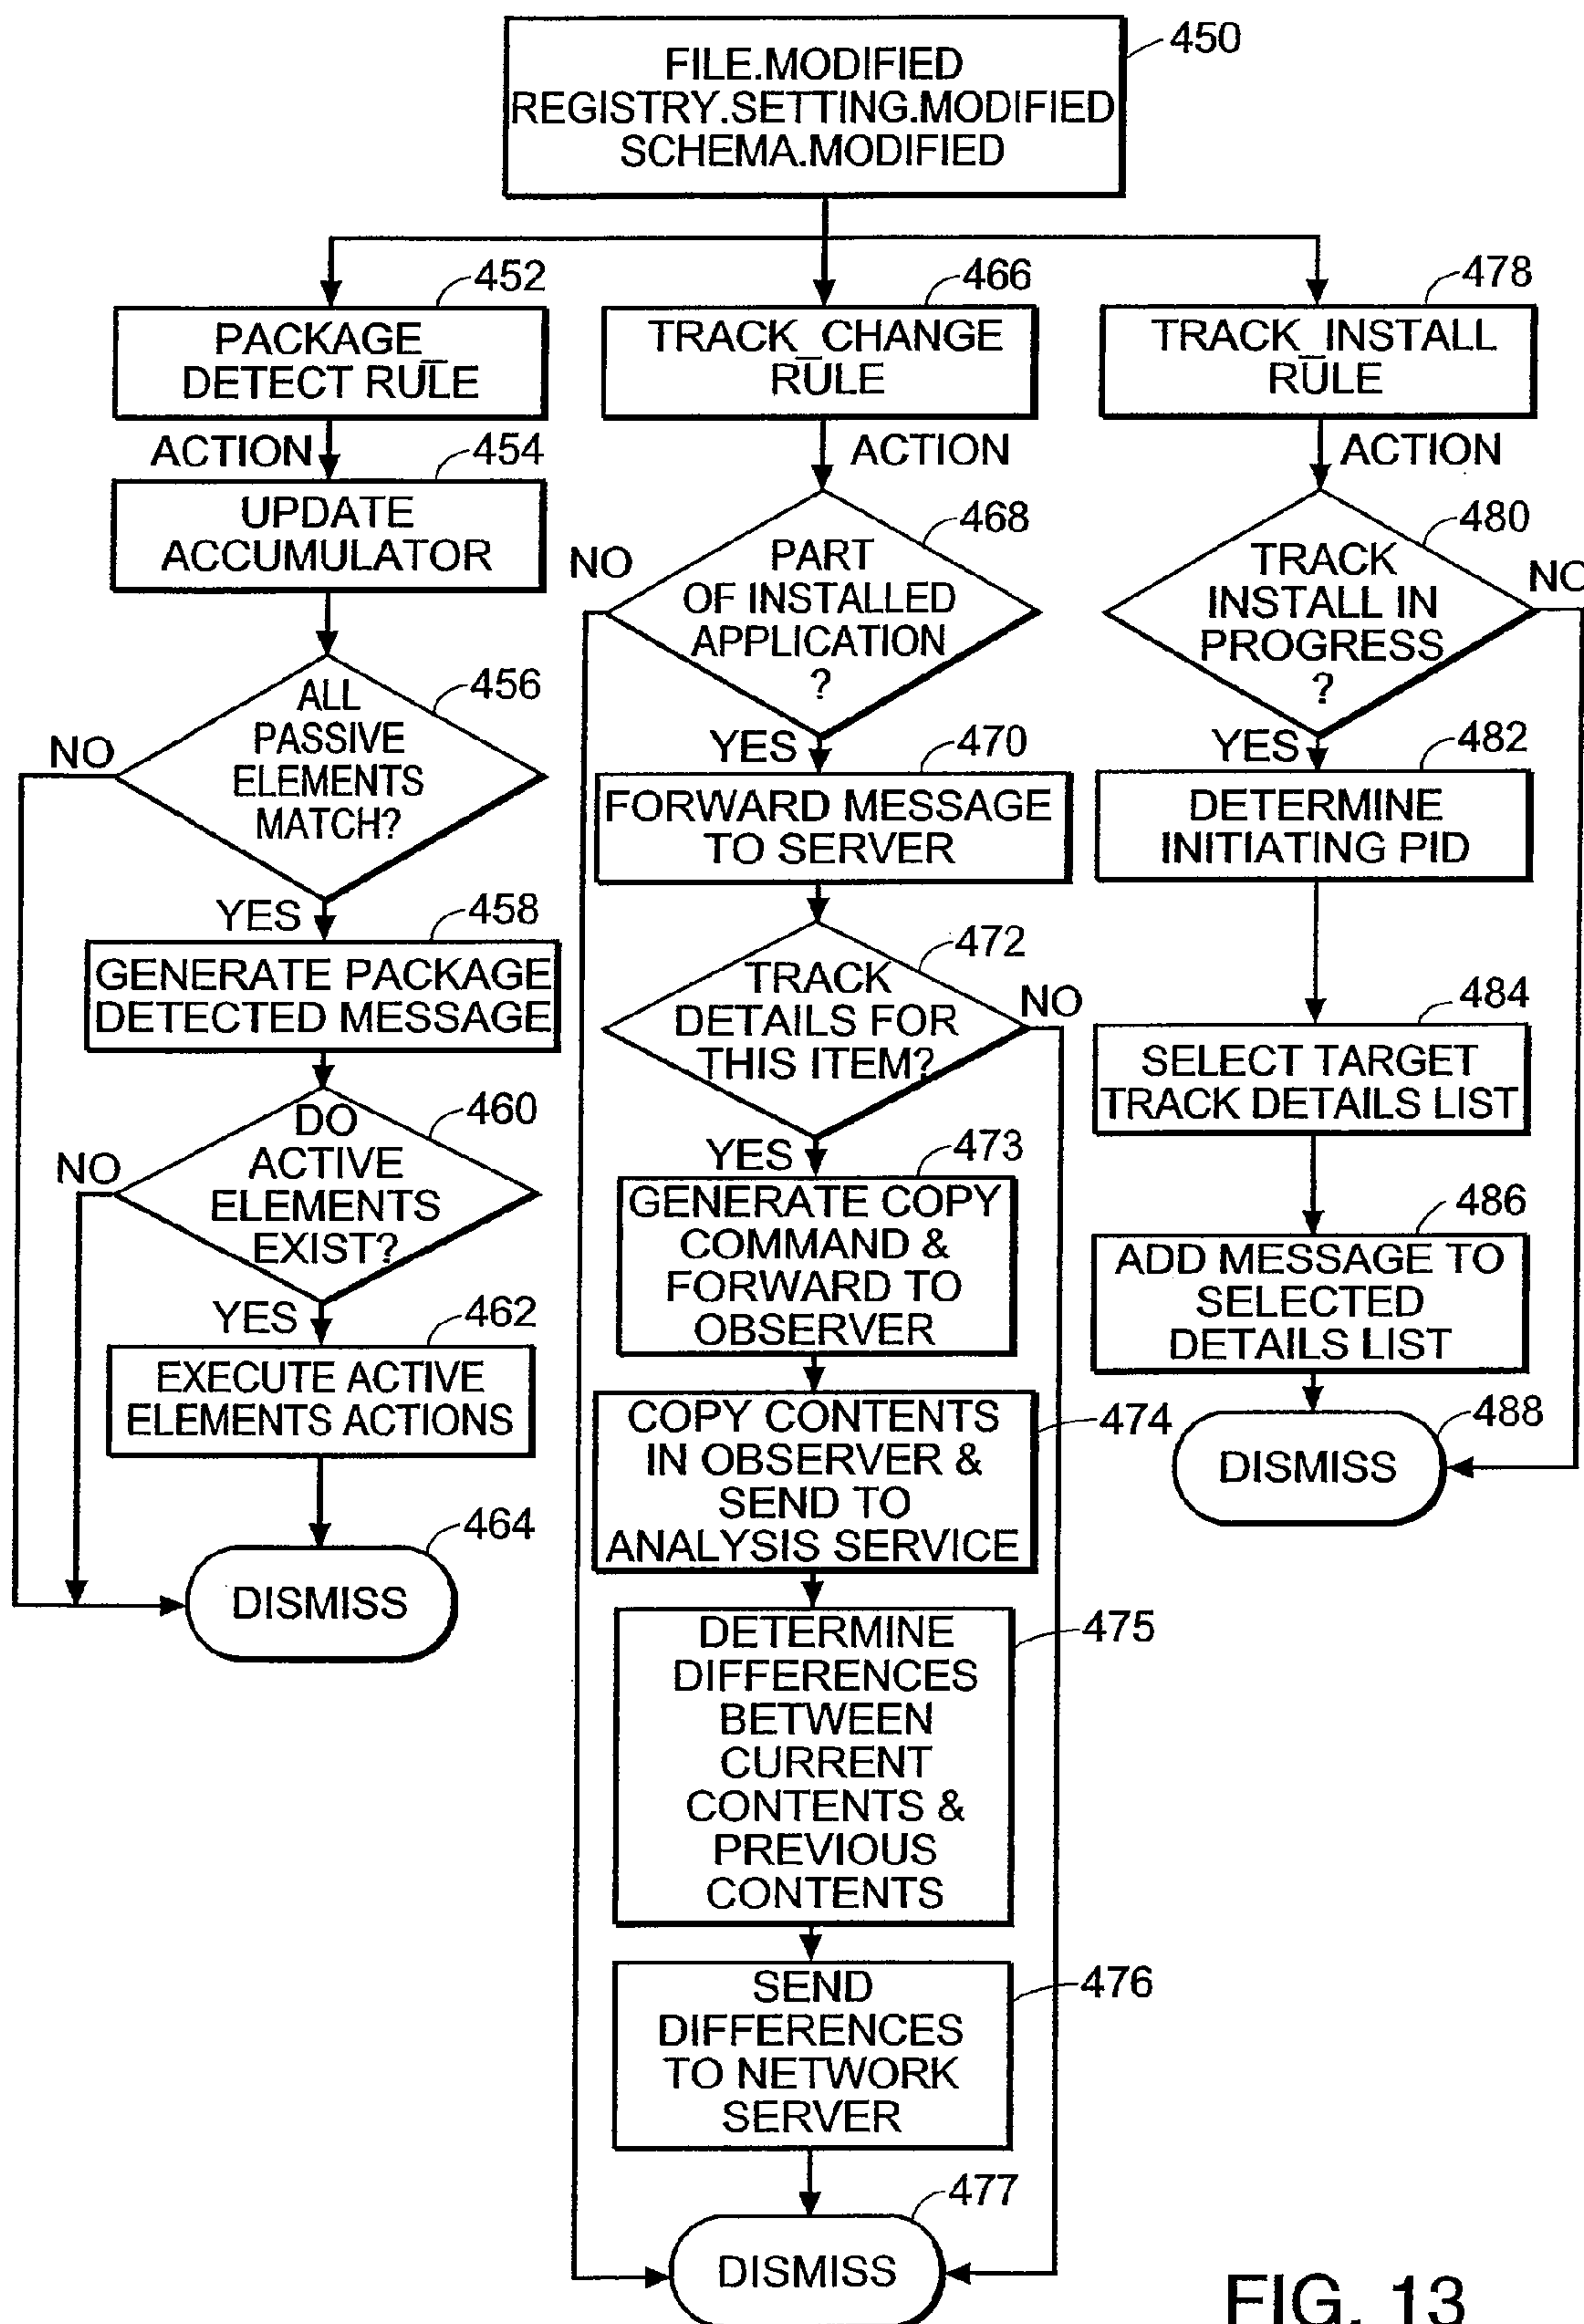 FILE.MODIFIED
REGISTRY.SETTING.MODIFIED
SCHEMA.MODIFIED
450
PACKAGE_
DETECT RULE
452
ACTION
UPDATE
ACCUMULATOR
454
ALL
PASSIVE
ELEMENTS
MATCH?
456
NO
YES
GENERATE PACKAGE
DETECTED MESSAGE
458
DO
ACTIVE
ELEMENTS
EXIST?
460
NO
YES
EXECUTE ACTIVE
ELEMENTS ACTIONS
462
DISMISS
464
TRACK_CHANGE
RULE
466
ACTION
PART
OF INSTALLED
APPLICATION
?
468
NO
YES
FORWARD MESSAGE
TO SERVER
470
TRACK
DETAILS FOR
THIS ITEM?
472
NO
YES
GENERATE COPY
COMMAND &
FORWARD TO
OBSERVER
473
COPY CONTENTS
IN OBSERVER &
SEND TO
ANALYSIS SERVICE
474
DETERMINE
DIFFERENCES
BETWEEN
CURRENT
CONTENTS &
PREVIOUS
CONTENTS
475
SEND
DIFFERENCES
TO NETWORK
SERVER
476
DISMISS
477
TRACK_INSTALL
RULE
478
ACTION
TRACK
INSTALL IN
PROGRESS
?
480
NO
YES
DETERMINE
INITIATING PID
482
SELECT TARGET
TRACK DETAILS LIST
484
ADD MESSAGE TO
SELECTED
DETAILS LIST
486
DISMISS
488
FIG. 13